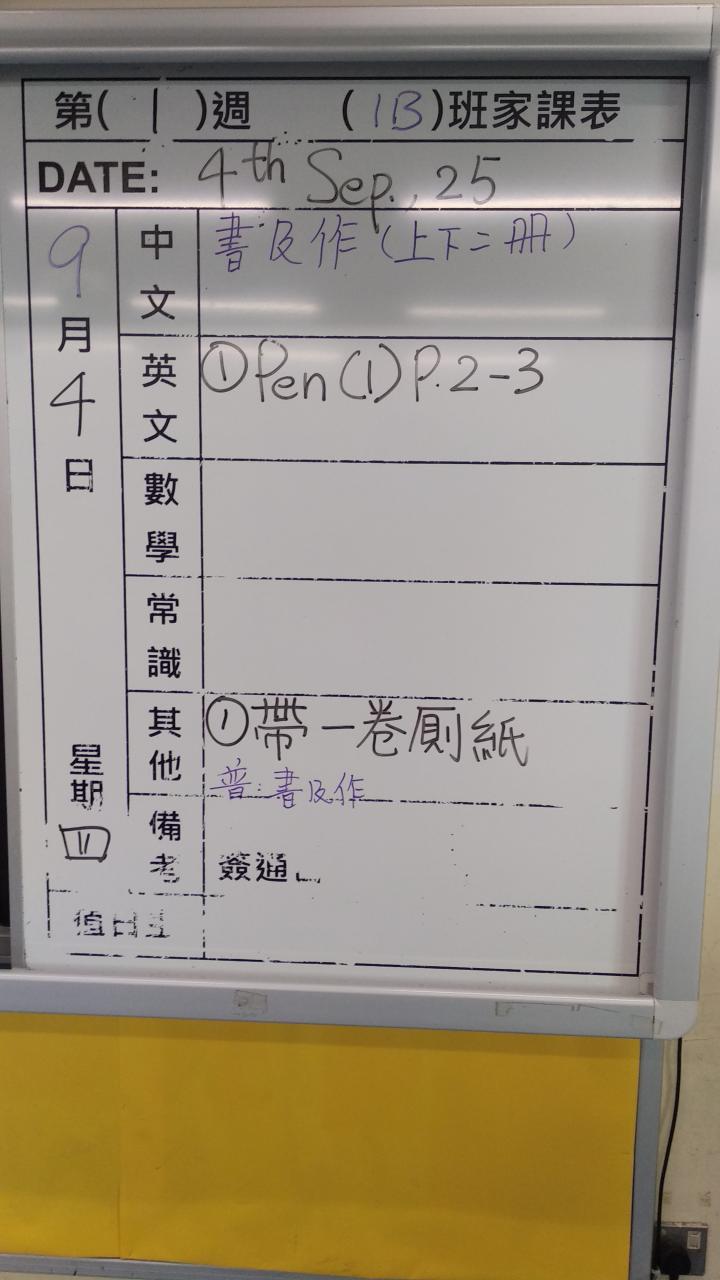 第( 1 )週 (1B)班家課表
DATE: 4th Sep., 25
9月4日
星期四
中文
書及作(上下二冊)
英文
①Pen(1)P.2-3
數學
常識
其他
①帶一卷厠紙
普:書及作
備考
簽通
值日生